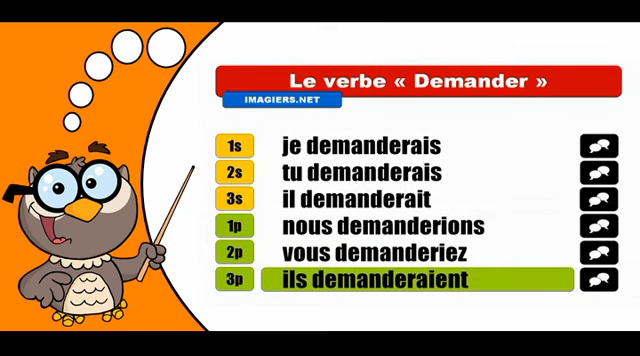 Le verbe « Demander »
IMAGIERS.NET
1s je demanderais
2s tu demanderais
3s il demanderait
1p nous demanderions
2p vous demanderiez
3p ils demanderaient